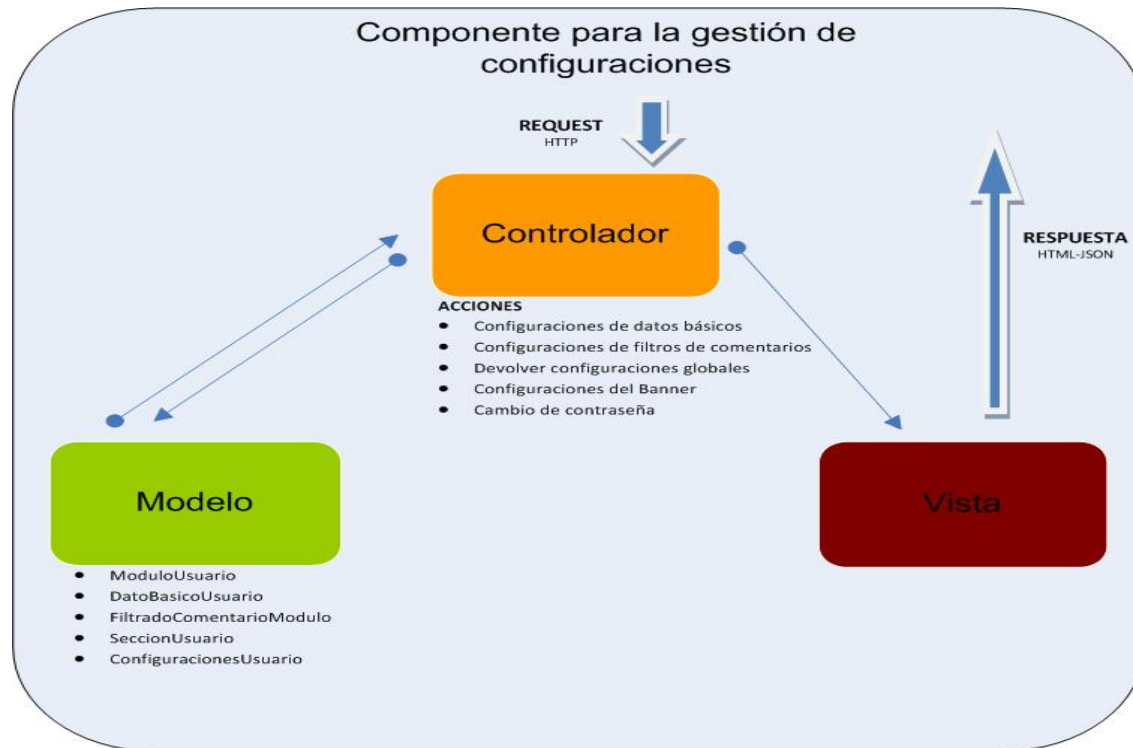 Componente para la gestión de
configuraciones
REQUEST
HTTP
Controlador
RESPUESTA
HTML-JSON
ACCIONES
● Configuraciones de datos básicos
● Configuraciones de filtros de comentarios
● Devolver configuraciones globales
● Configuraciones del Banner
● Cambio de contraseña
Modelo
Vista
● ModuloUsuario
● DatoBasicoUsuario
● FiltradoComentarioModulo
● SeccionUsuario
● ConfiguracionesUsuario